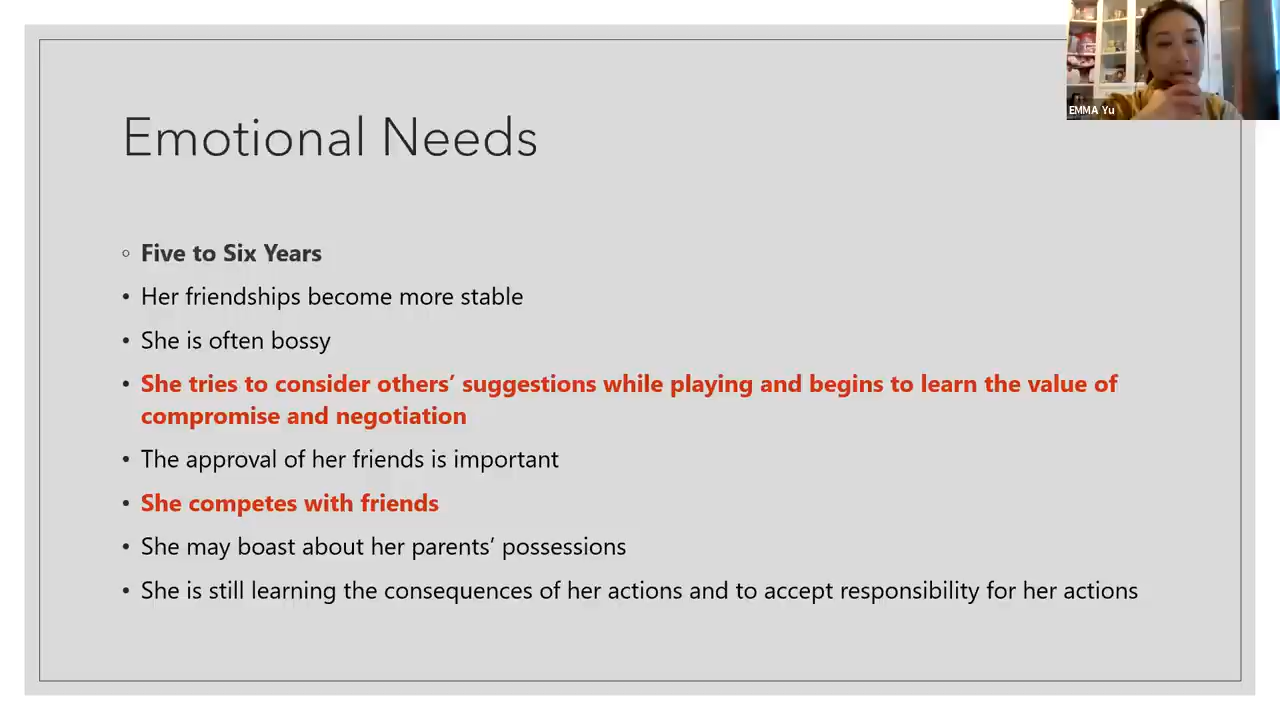 EMMA Yu
Emotional Needs
◦ Five to Six Years
• Her friendships become more stable
• She is often bossy
• She tries to consider others’ suggestions while playing and begins to learn the value of
compromise and negotiation
• The approval of her friends is important
• She competes with friends
• She may boast about her parents’ possessions
• She is still learning the consequences of her actions and to accept responsibility for her actions